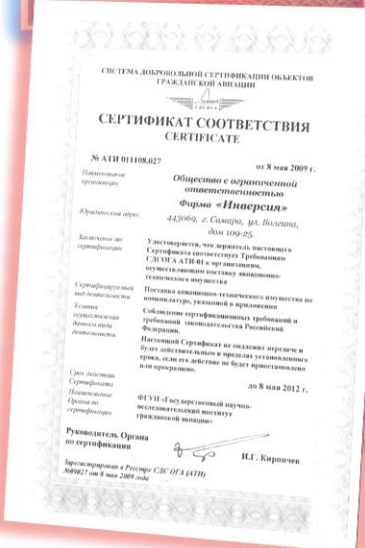 СИСТЕМА ДОБРОВОЛЬНОЙ СЕРТИФИКАЦИИ ОБЪЕКТОВ
ГРАЖДАНСКОЙ АВИАЦИИ
СЕРТИФИКАТ СООТВЕТСТВИЯ
CERTIFICATE
№ АТИ 011108.027
от 8 мая 2009 г.
Наименование
организации
Общество с ограниченной
ответственностью
Фирма «Инверсия»
Юридический адрес
443069, г. Самара, ул. Волгина,
дом 109-25.
Заключение по
сертификации
Удостоверяется, что держатель настоящего
Сертификата соответствует Требованиям
СДСОГА АТИ-01 к организациям,
осуществляющим поставку авиационно-
технического имущества
Сертифицируемый
вид деятельности
Поставка авиационно-технического имущества по
номенклатуре, указанной в приложении
Условия
осуществления
данного вида
деятельности
Соблюдение сертификационных требований и
требований законодательства Российской
Федерации.
Настоящий Сертификат не подлежит передаче и
будет действительным в пределах установленного
срока, если его действие не будет приостановлено
или прекращено.
Срок действия
Сертификата
до 8 мая 2012 г.
Наименование
Органа по
сертификации
ФГУП «Государственный научно-
исследовательский институт
гражданской авиации»
Руководитель Органа
по сертификации
И.Г. Кирпичев
Зарегистрирован в Реестре СДС ОГА (АТИ)
№09027 от 8 мая 2009 года